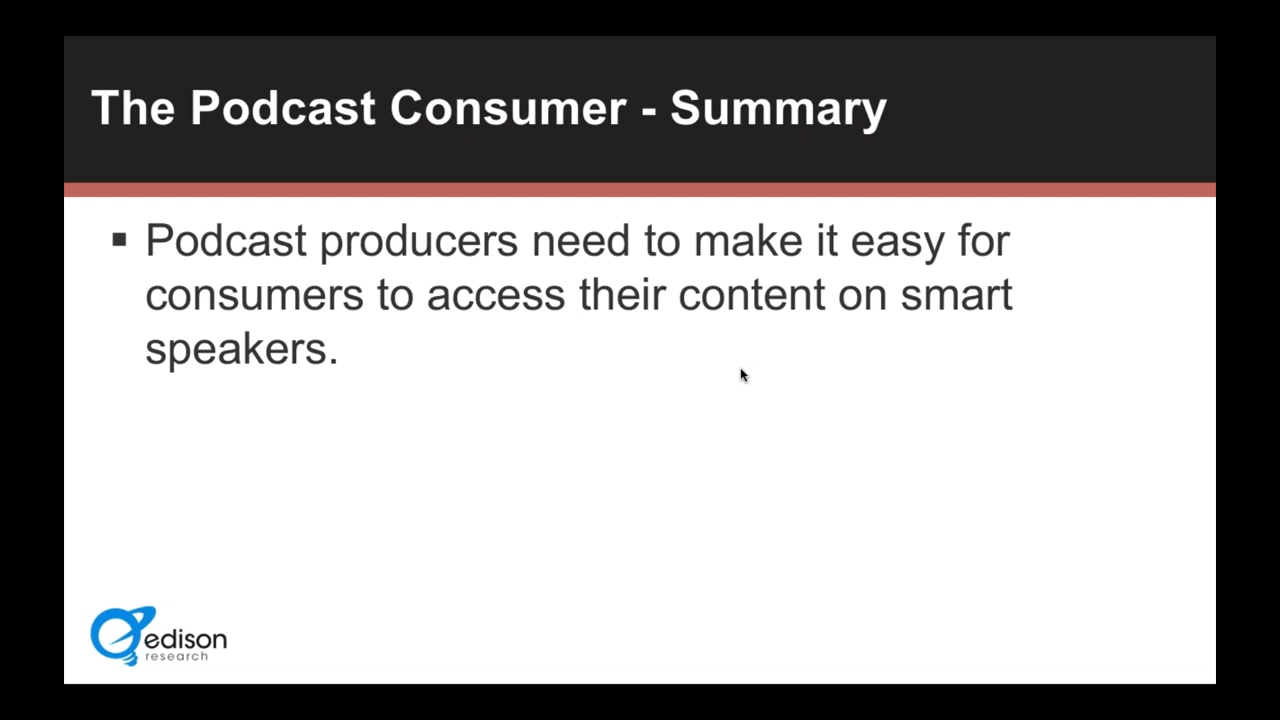 The Podcast Consumer - Summary
▪ Podcast producers need to make it easy for
consumers to access their content on smart
speakers.
edison
research